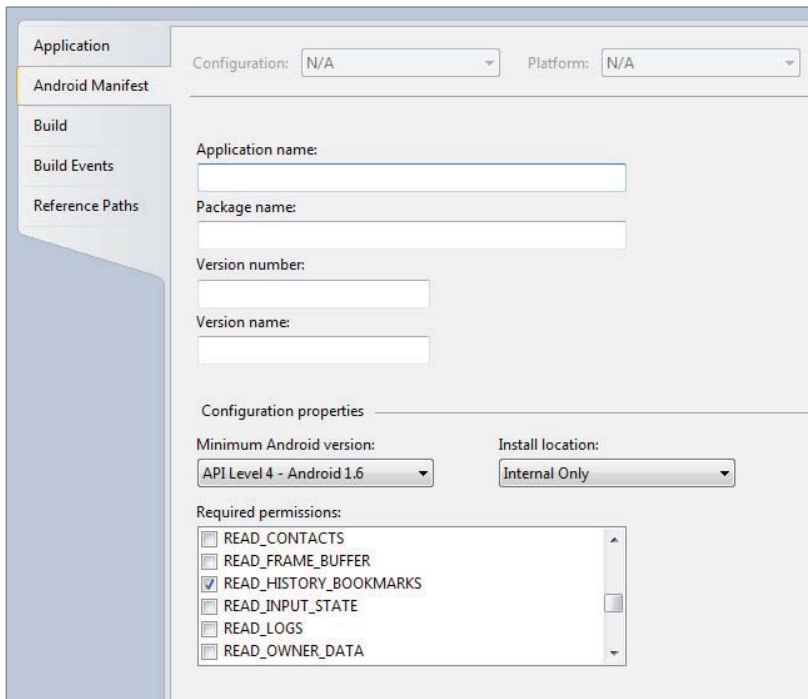 Application
Android Manifest
Build
Build Events
Reference Paths
Configuration: N/A Platform: N/A
Application name:
Package name:
Version number:
Version name:
Configuration properties
Minimum Android version: Install location:
API Level 4 - Android 1.6 Internal Only
Required permissions:
READ_CONTACTS
READ_FRAME_BUFFER
READ_HISTORY_BOOKMARKS
READ_INPUT_STATE
READ_LOGS
READ_OWNER_DATA